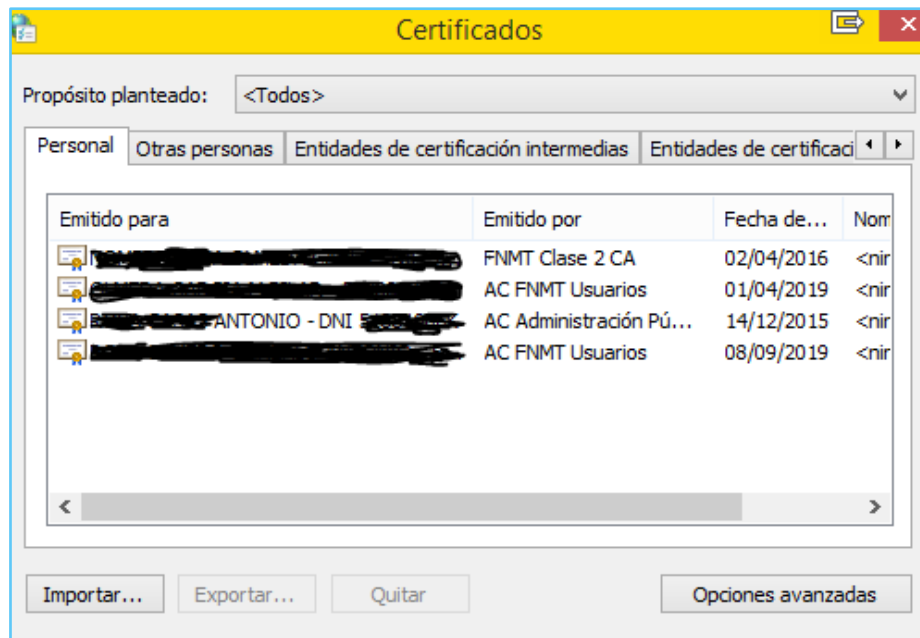 Certificados
Propósito planteado: <Todos>
Personal Otras personas Entidades de certificación intermedias Entidades de certificaci
Emitido para Emitido por Fecha de... Nom
FNMT Clase 2 CA 02/04/2016 <nir
AC FNMT Usuarios 01/04/2019 <nir
ANTONIO - DNI AC Administración Pú... 14/12/2015 <nir
AC FNMT Usuarios 08/09/2019 <nir
Importar... Exportar... Quitar Opciones avanzadas